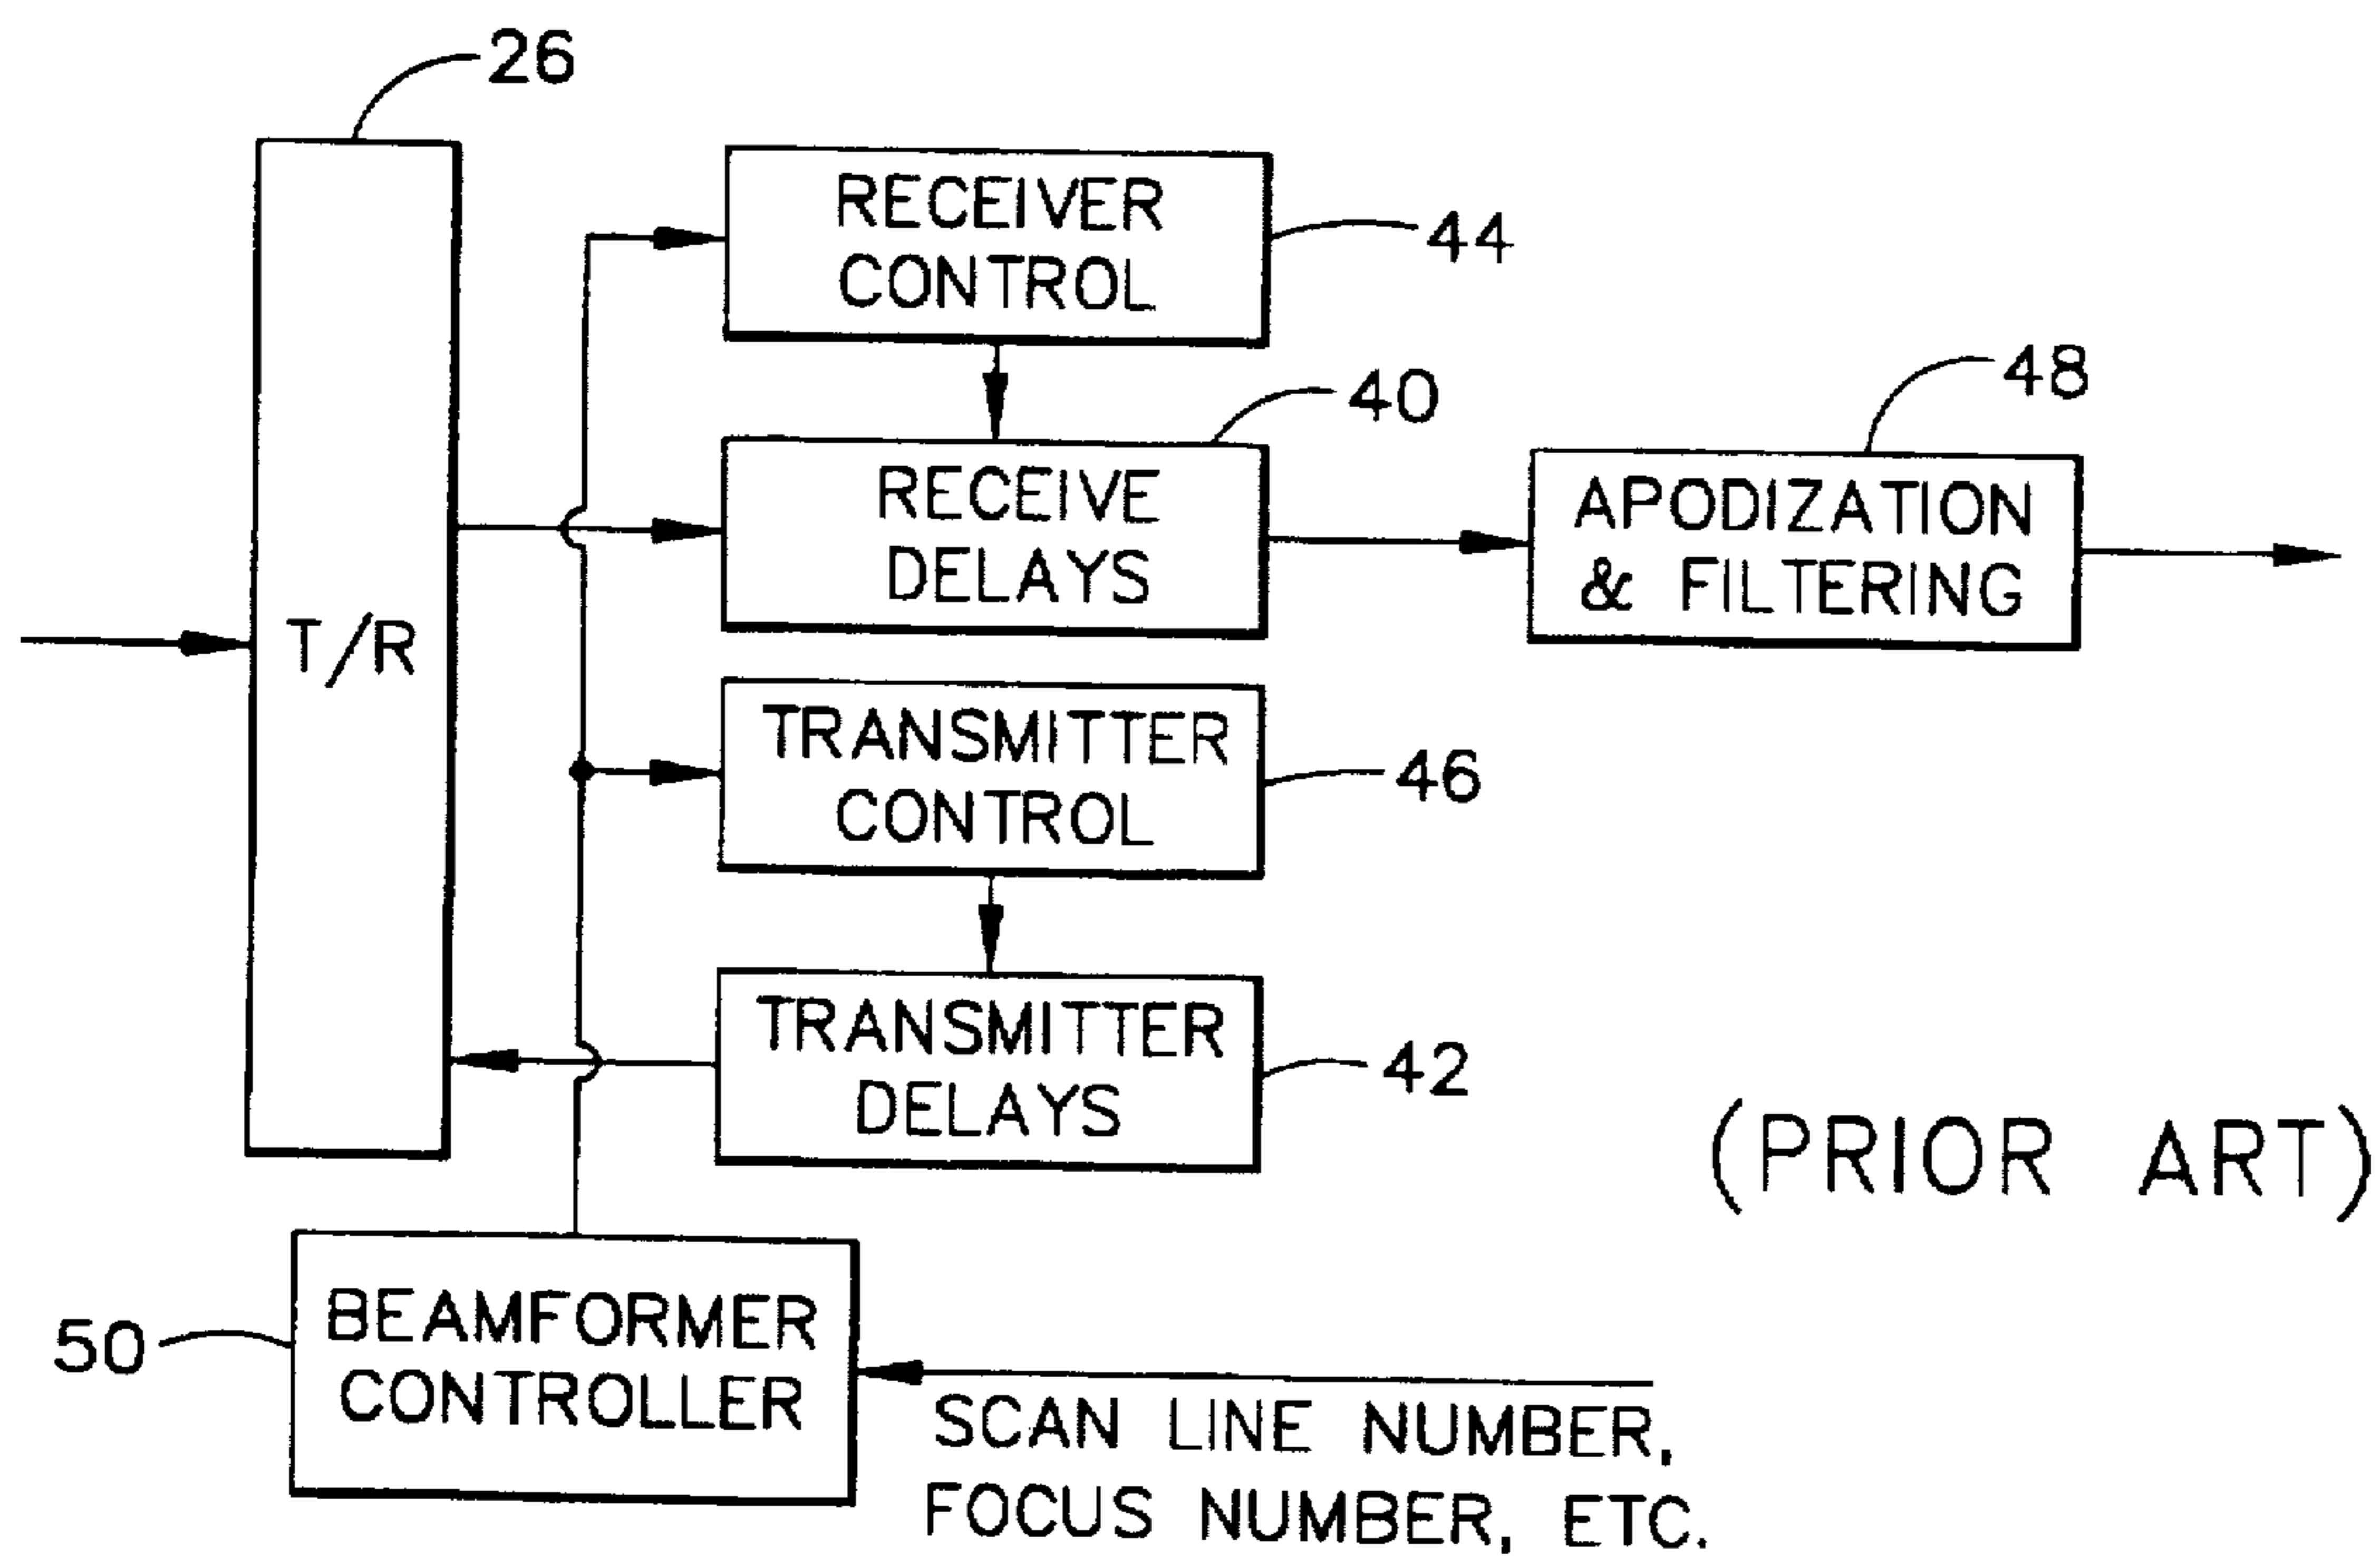 26
RECEIVER
CONTROL
44
RECEIVE
DELAYS
40
APODIZATION
& FILTERING
48
T/R
TRANSMITTER
CONTROL
46
TRANSMITTER
DELAYS
42
(PRIOR ART)
BEAMFORMER
CONTROLLER
50
SCAN LINE NUMBER,
FOCUS NUMBER, ETC.